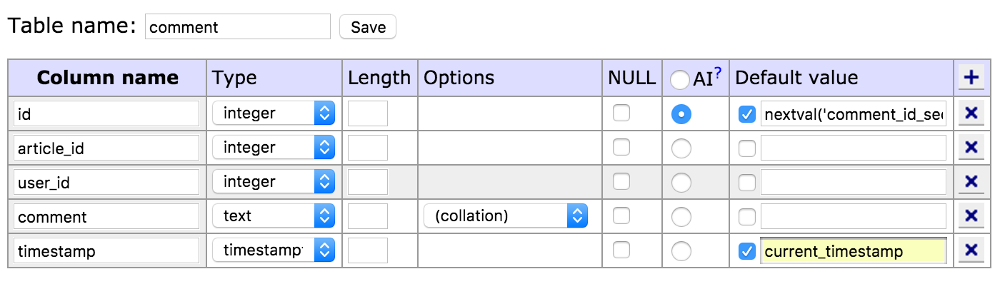 Table name: comment Save
Column name Type Length Options NULL AI? Default value
id integer nextval('comment_id_se
article_id integer
user_id integer
comment text (collation)
timestamp timestamp current_timestamp